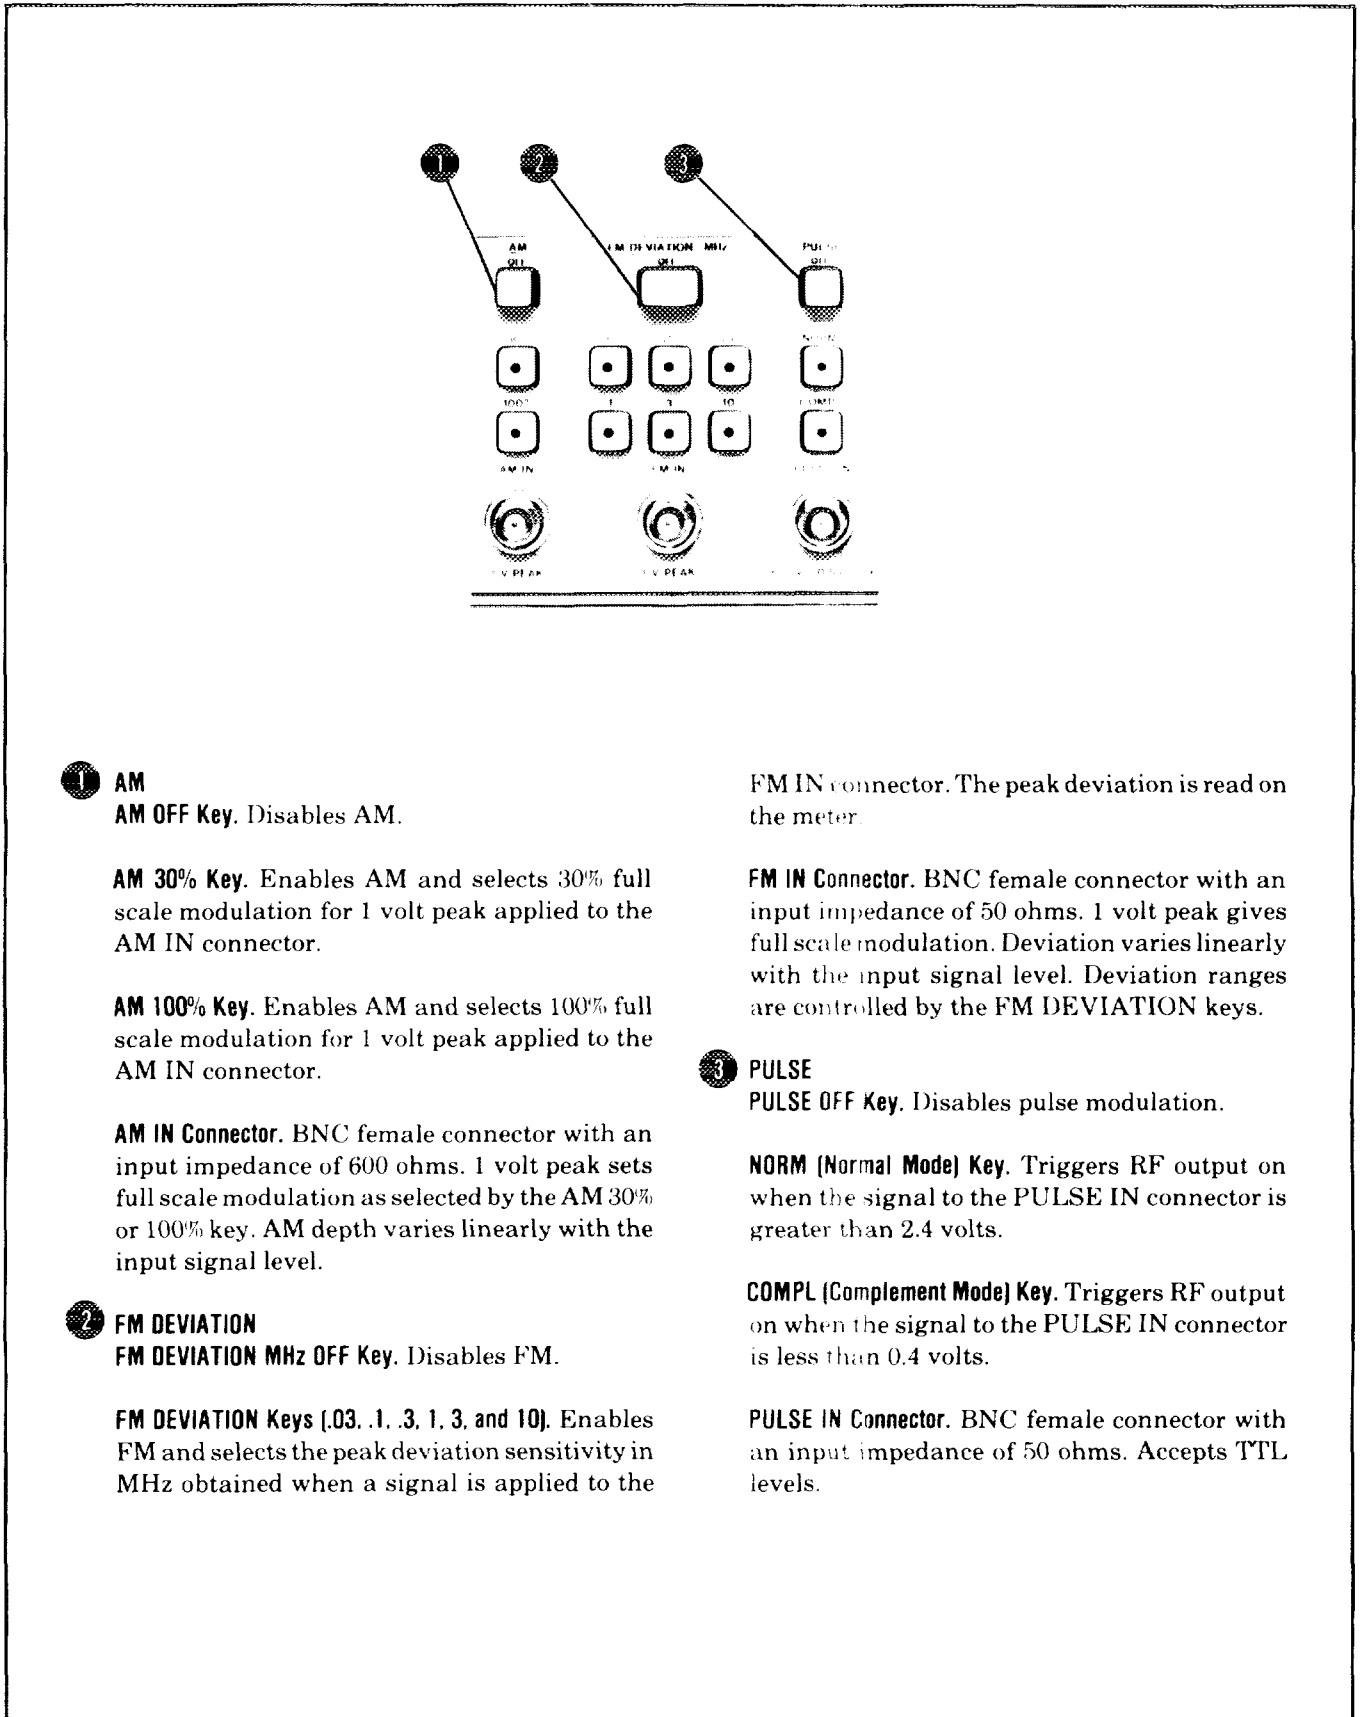 1 2 3
AM FM DEVIATION MHz
OFF OFF OFF
1 3 10
AM IN FM IN
V PEAK V PEAK
1 AM
AM OFF Key. Disables AM.
AM 30% Key. Enables AM and selects 30% full
scale modulation for 1 volt peak applied to the
AM IN connector.
AM 100% Key. Enables AM and selects 100% full
scale modulation for 1 volt peak applied to the
AM IN connector.
AM IN Connector. BNC female connector with an
input impedance of 600 ohms. 1 volt peak sets
full scale modulation as selected by the AM 30%
or 100% key. AM depth varies linearly with the
input signal level.
2 FM DEVIATION
FM DEVIATION MHz OFF Key. Disables FM.
FM DEVIATION Keys (.03, .1, .3, 1, 3, and 10). Enables
FM and selects the peak deviation sensitivity in
MHz obtained when a signal is applied to the
FM IN connector. The peak deviation is read on
the meter.
FM IN Connector. BNC female connector with an
input impedance of 50 ohms. 1 volt peak gives
full scale modulation. Deviation varies linearly
with the input signal level. Deviation ranges
are controlled by the FM DEVIATION keys.
3 PULSE
PULSE OFF Key. Disables pulse modulation.
NORM (Normal Mode) Key. Triggers RF output on
when the signal to the PULSE IN connector is
greater than 2.4 volts.
COMPL (Complement Mode) Key. Triggers RF output
on when the signal to the PULSE IN connector
is less than 0.4 volts.
PULSE IN Connector. BNC female connector with
an input impedance of 50 ohms. Accepts TTL
levels.